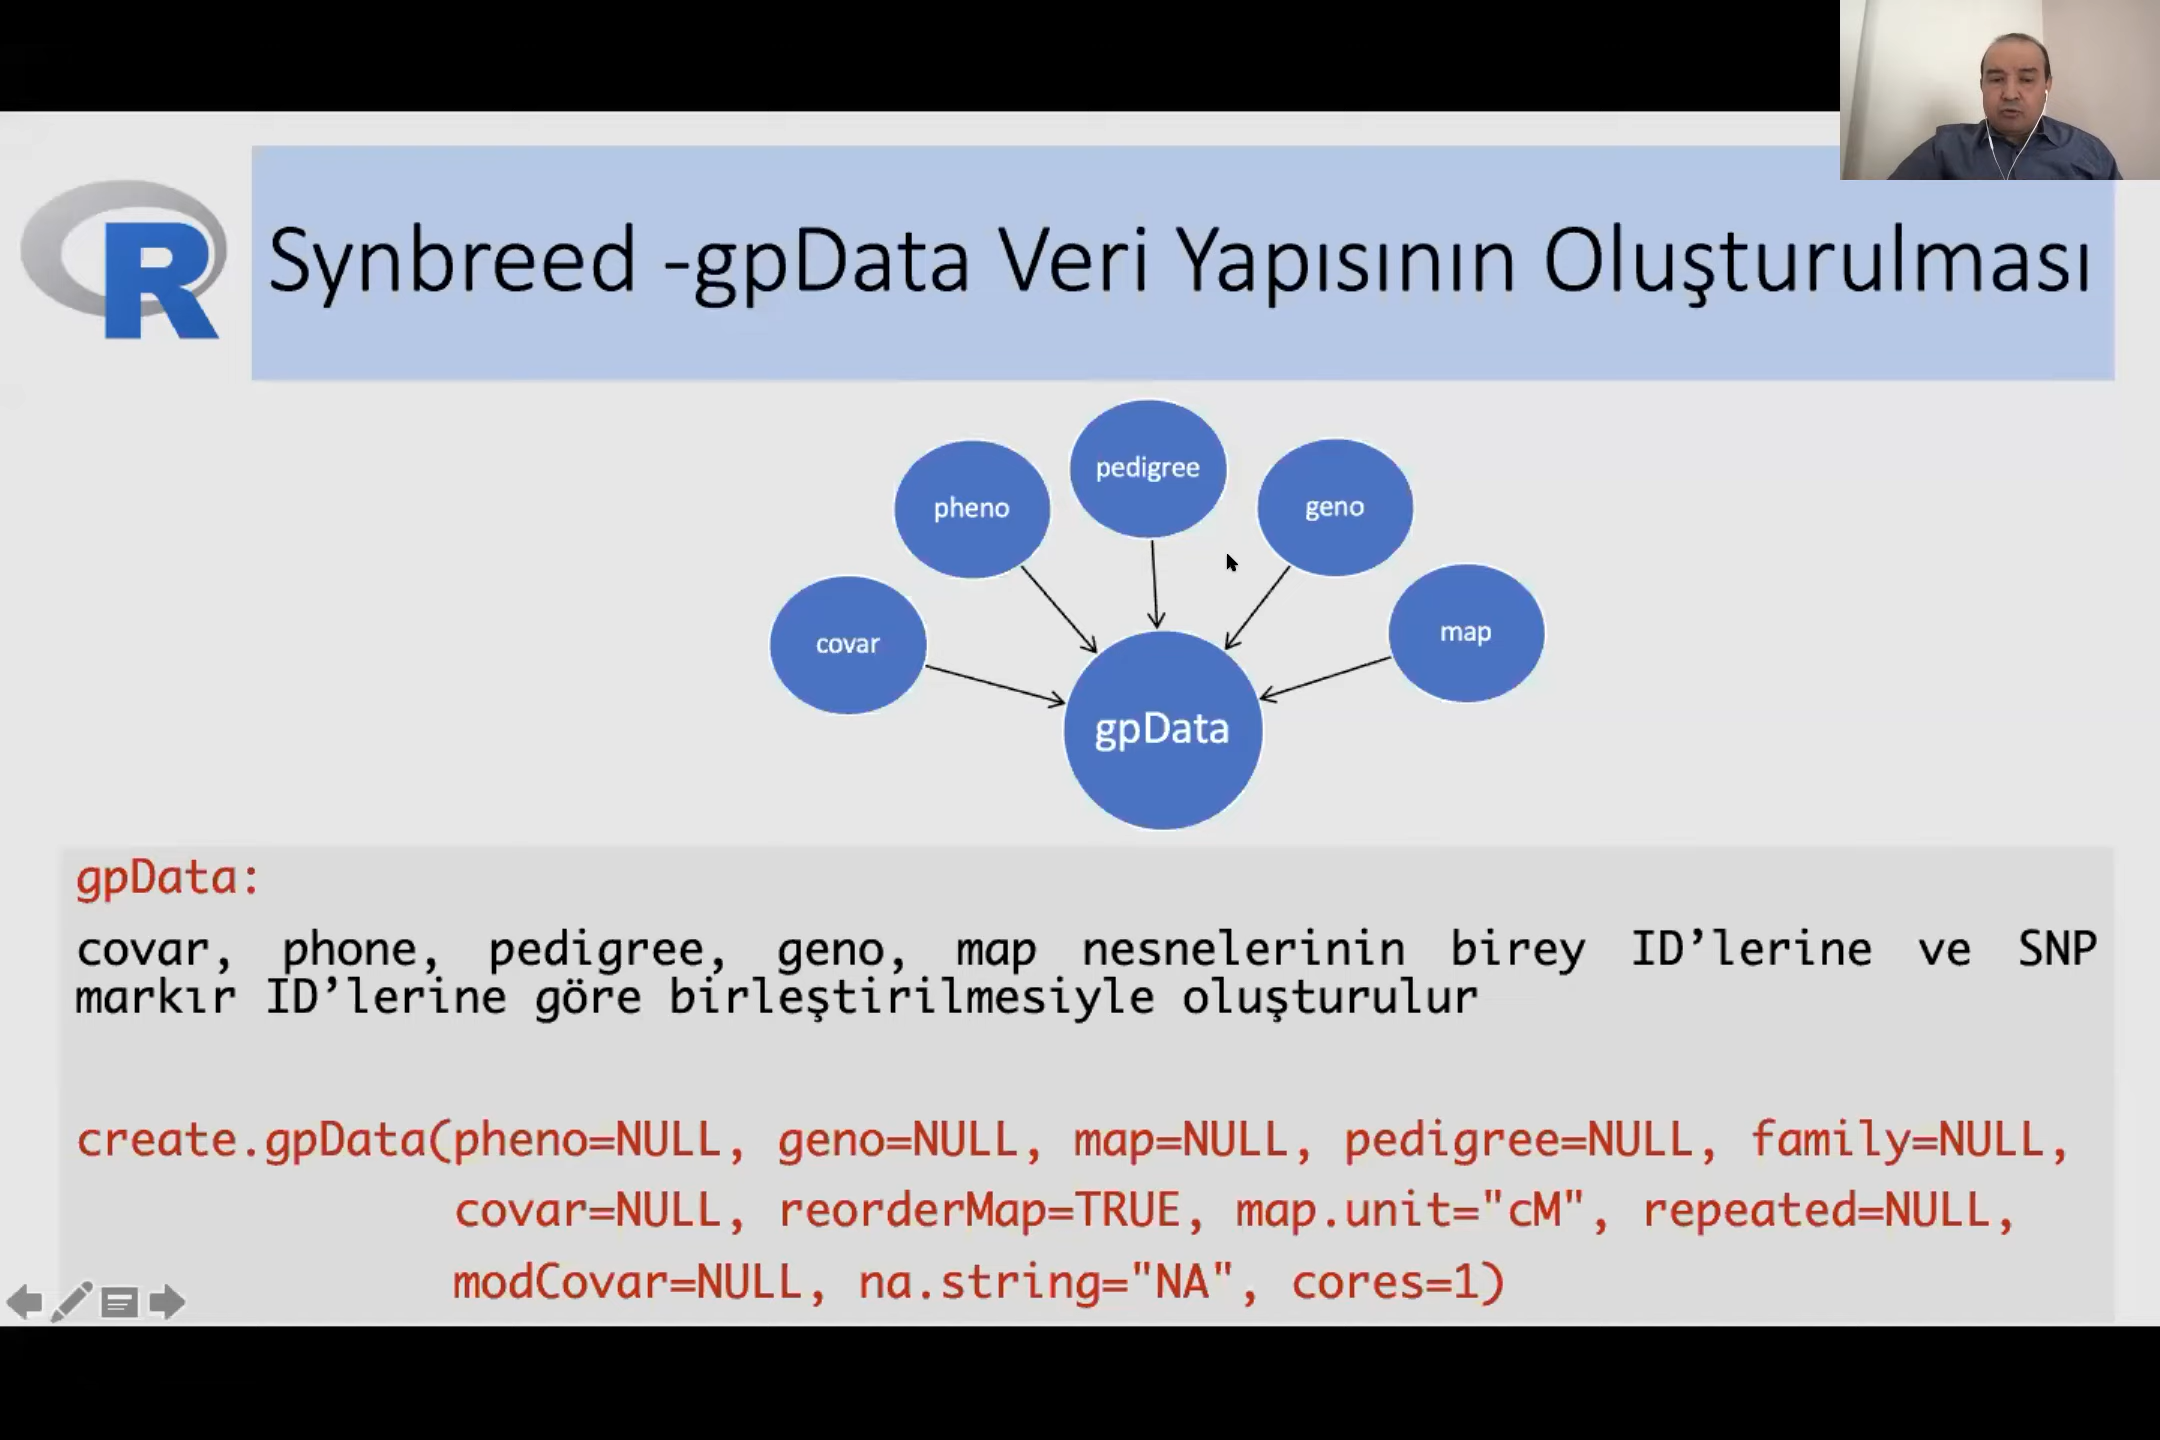 R
Synbreed -gpData Veri Yapısının Oluşturulması
pedigree
pheno
geno
covar
map
gpData
gpData:
covar, phone, pedigree, geno, map nesnelerinin birey ID’lerine ve SNP
markır ID’lerine göre birleştirilmesiyle oluşturulur
create.gpData(pheno=NULL, geno=NULL, map=NULL, pedigree=NULL, family=NULL,
covar=NULL, reorderMap=TRUE, map.unit="cM", repeated=NULL,
modCovar=NULL, na.string="NA", cores=1)